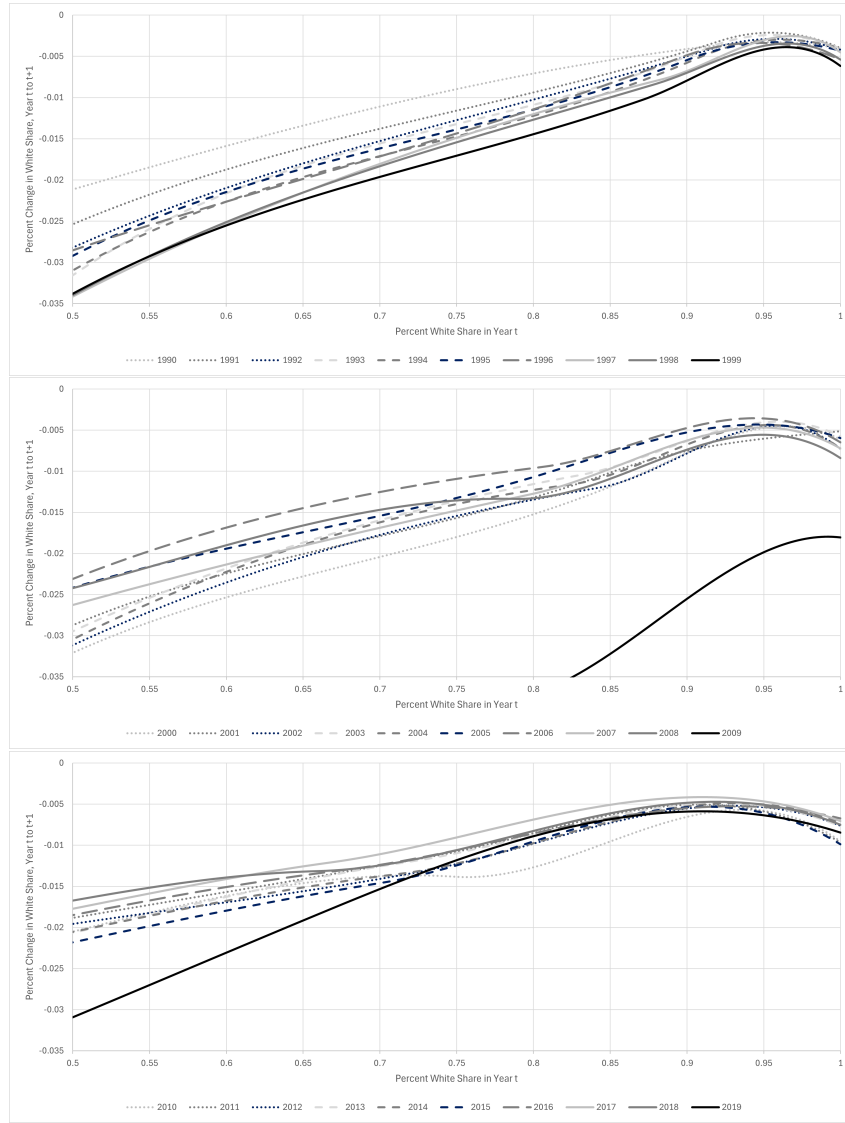 Percent Change in White Share, Year t to t+1
0
-0.005
-0.01
-0.015
-0.02
-0.025
-0.03
-0.035
0.5 0.55 0.6 0.65 0.7 0.75 0.8 0.85 0.9 0.95 1
Percent White Share in Year t
1990 1991 1992 1993 1994 1995 1996 1997 1998 1999
Percent Change in White Share, Year t to t+1
0
-0.005
-0.01
-0.015
-0.02
-0.025
-0.03
-0.035
0.5 0.55 0.6 0.65 0.7 0.75 0.8 0.85 0.9 0.95 1
Percent White Share in Year t
2000 2001 2002 2003 2004 2005 2006 2007 2008 2009
Percent Change in White Share, Year t to t+1
0
-0.005
-0.01
-0.015
-0.02
-0.025
-0.03
-0.035
0.5 0.55 0.6 0.65 0.7 0.75 0.8 0.85 0.9 0.95 1
Percent White Share in Year t
2010 2011 2012 2013 2014 2015 2016 2017 2018 2019